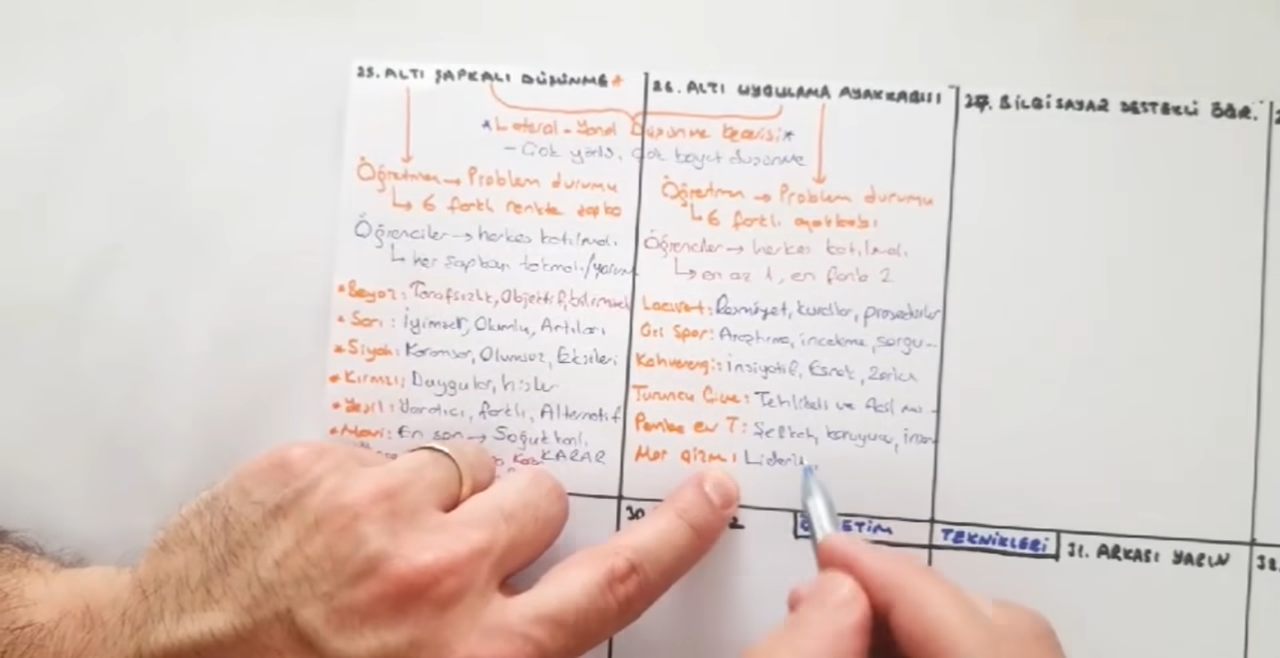 25. ALTI ŞAPKALI DÜŞÜNME*
*Lateral - Yanal Düşünme Becerisi*
- Çok yönlü, çok boyut düşünme
Öğretmen → Problem durumu
↳ 6 farklı renkte şapka
Öğrenciler → herkes katılmalı
↳ her şapkayı takmalı/
*Beyaz: Tarafsızlık, Objektif, bilimsel
* Sarı: İyimser, Olumlu, Artıları
* Siyah: Karamsar, Olumsuz, Eksileri
* Kırmızı: Duygular, hisler
* Yeşil: Yaratıcı, farklı, Alternatif
* Mavi: En son → Soğukkanlı
KARAR
26. ALTI UYGULAMA AYAKKABISI
Öğretmen → Problem durumu
↳ 6 farklı ayakkabı
Öğrenciler → herkes katılmalı
↳ en az 1, en fazla 2
Lacivert: Resmiyet, kurallar, prosedürler
Gri Spor: Araştırma, inceleme, sorgu...
Kahverengi: İnsiyatif, Esnek,
Turuncu Çizme: Tehlikeli ve Acil
Pembe ev T: Şefkat, koruyucu,
Mor çizme: Liderlik
27. BİLGİSAYAR DESTEKLİ ÖĞR.
30
ÖĞRETİM TEKNİKLERİ
31. ARKASI YARIN